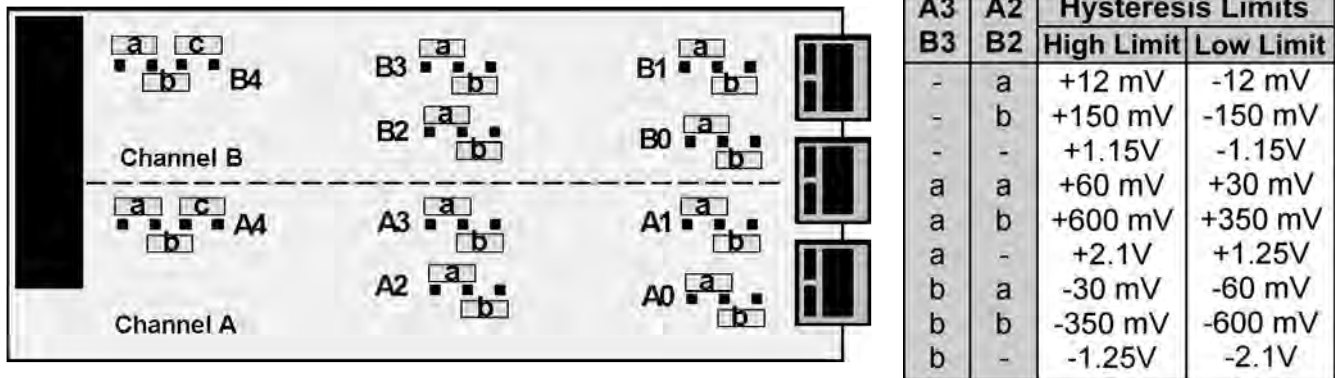 a c
b B4
B3 a
b
B2 a
b
B1 a
b
B0 a
b
Channel B
a c
b A4
A3 a
b
A2 a
b
A1 a
b
A0 a
b
Channel A
A3 A2 Hysteresis Limits
B3 B2 High Limit Low Limit
- a +12 mV -12 mV
- b +150 mV -150 mV
- - +1.15V -1.15V
a a +60 mV +30 mV
a b +600 mV +350 mV
a - +2.1V +1.25V
b a -30 mV -60 mV
b b -350 mV -600 mV
b - -1.25V -2.1V